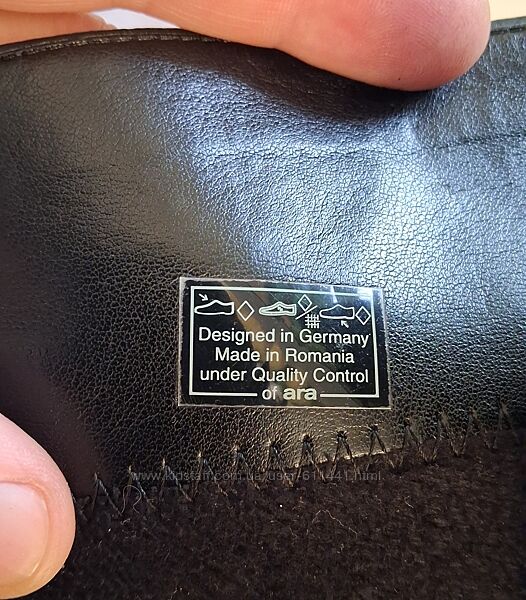 Designed in Germany
Made in Romania
under Quality Control
of ara